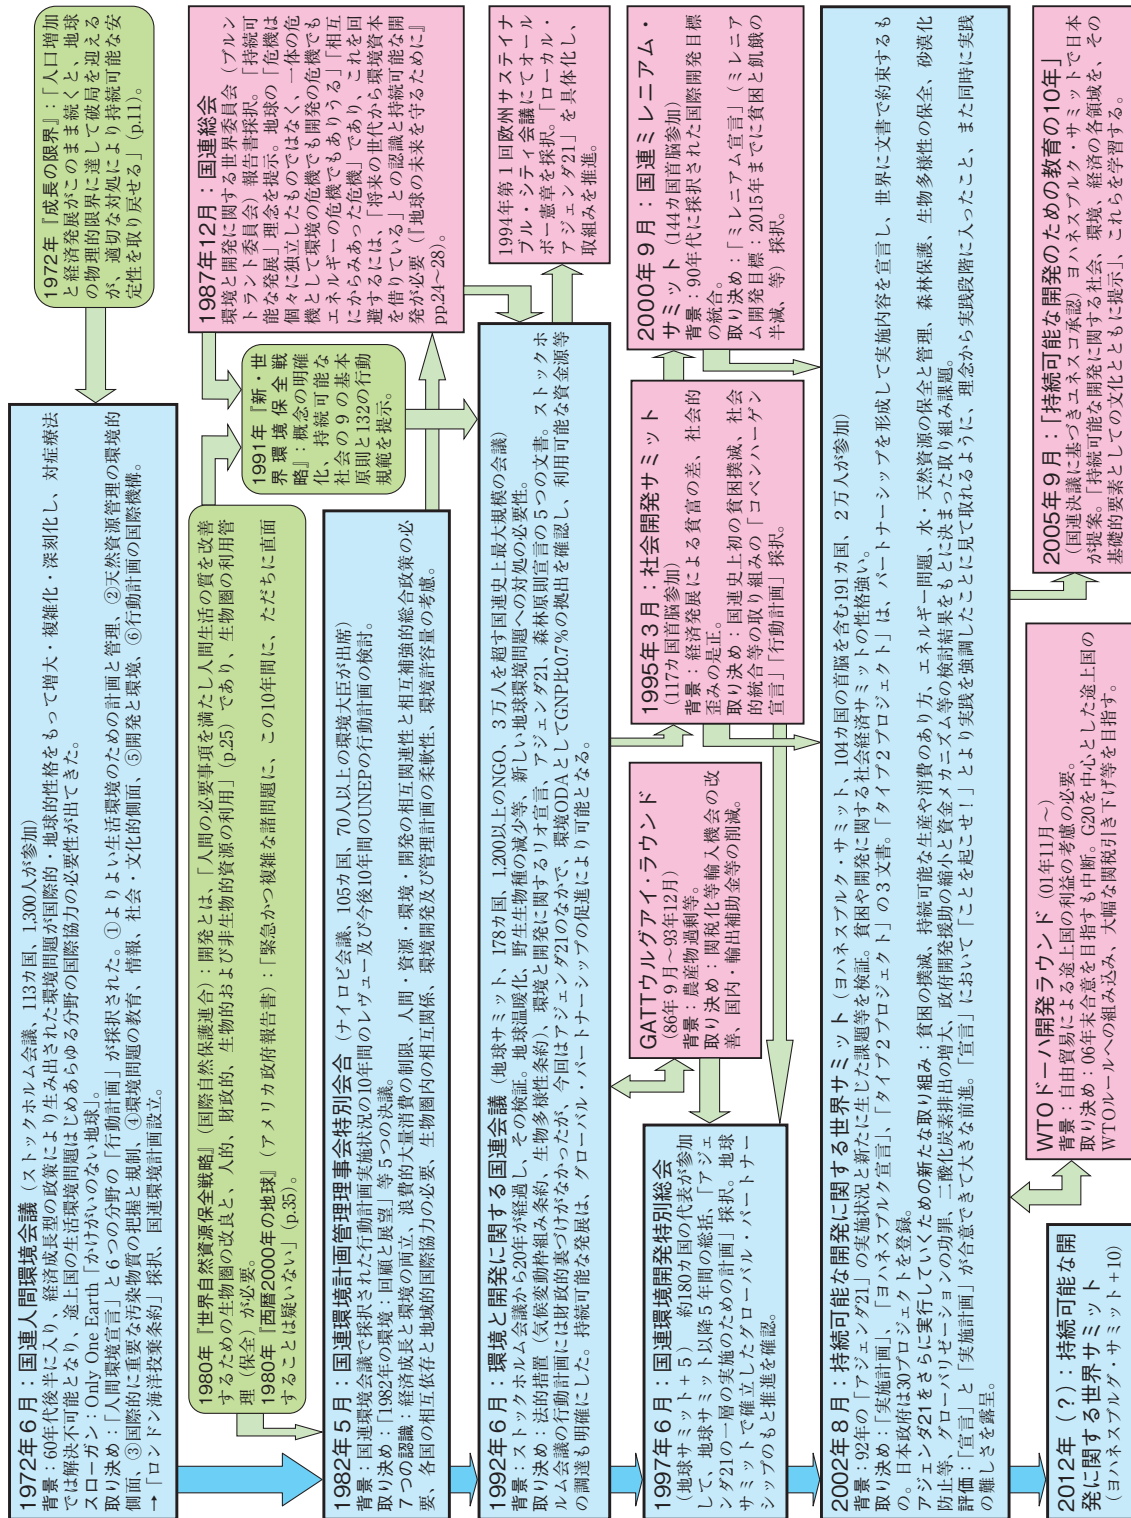 1972年6月：国連人間環境会議（ストックホルム会議、113カ国、1,300人が参加）
背景：60年代後半に入り、経済成長型の政策により生み出された環境問題が国際的・地球的性格をもって増大・複雑化・深刻化し、対症療法
では解決不可能となり、途上国の生活環境問題はじめあらゆる分野の国際協力の必要性が出てきた。
スローガン：Only One Earth「かけがいのない地球」。
取り決め：「人間環境宣言」と6つの分野の「行動計画」が採択された。①よりよい生活環境のための計画と管理、②天然資源管理の環境的
側面、③国際的に重要な汚染物質の把握と規制、④環境問題の教育、情報、社会・文化的側面、⑤開発と環境、⑥行動計画の国際機構。
→「ロンドン海洋投棄条約」採択、国連環境計画設立。
1972年『成長の限界』：「人口増加
と経済発展がこのまま続くと、地球
の物理的限界に達して破局を迎える
が、適切な対処により持続可能な安
定性を取り戻せる」（p.11）。
1980年『世界自然資源保全戦略』（国際自然保護連合）：開発とは、「人間の必要事項を満たし人間生活の質を改善
するための生物圏の改良と、人的、財政的、生物的および非生物的資源の利用」（p.25）であり、生物圏の利用管
理（保全）が必要。
1980年『西暦2000年の地球』（アメリカ政府報告書）：「緊急かつ複雑な諸問題に、この10年間に、ただちに直面
することは疑いない」（p.35）。
1991年『新・世
界環境保全戦
略』：概念の明確
化、持続可能な
社会の9の基本
原則と132の行動
規範を提示。
1987年12月：国連総会
環境と開発に関する世界委員会（ブルン
トラント委員会）報告書採択。「持続可
能な発展」理念を提示。地球の「危機は
個々に独立したものではなく、一体の危
機として環境の危機でも開発の危機でも
エネルギーの危機でもありうる」「相互
にからみあった危機」であり、これを回
避するには、「将来の世代から環境資本
を借りている」との認識と持続可能な開
発が必要（『地球の未来を守るために』
pp.24～28）。
1982年5月：国連環境計画管理理事会特別会合（ナイロビ会議、105カ国、70人以上の環境大臣が出席）
背景：国連環境会議で採択された行動計画実施状況の10年間のレヴュー及び今後10年間のUNEPの行動計画の検討。
取り決め：「1982年の環境：回顧と展望」等5つの決議。
7つの認識：経済成長と環境の両立、浪費的大量消費の制限、人間・資源・環境・開発の相互関連性と相互補強的総合政策の必
要、各国の相互依存と地域的国際協力の必要、生物圏内の相互関係、環境開発及び管理計画の柔軟性、環境許容量の考慮。
1992年6月：環境と開発に関する国連会議（地球サミット、178カ国、1,200以上のNGO、3万人を超す国連史上最大規模の会議）
背景：ストックホルム会議から20年が経過し、その検証。地球温暖化、野生生物種の減少等、新しい地球環境問題への対処の必要性。
取り決め：法的措置（気候変動枠組み条約、生物多様性条約）、環境と開発に関するリオ宣言、アジェンダ21、森林原則宣言の5つの文書。ストックホ
ルム会議の行動計画には財政的裏づけがなかったが、今回はアジェンダ21のなかで、環境ODAとしてGNP比0.7%の拠出を確認し、利用可能な資金源等
の調達も明確にした。持続可能な発展は、グローバル・パートナーシップの促進により可能となる。
1994年第1回欧州サステイナ
ブル・シティ会議にてオール
ボー憲章を採択。「ローカル・
アジェンダ21」を具体化し、
取組みを推進。
1997年6月：国連環境開発特別総会
（地球サミット＋5） 約180カ国の代表が参加
して、地球サミット以降5年間の総括、「アジェ
ンダ21の一層の実施のための計画」採択。地球
サミットで確立したグローバル・パートナー
シップのもと推進を確認。
GATTウルグアイ・ラウンド
（86年9月～93年12月）
背景：農産物過剰等。
取り決め：関税化等輸入機会の改
善、国内・輸出補助金等の削減。
1995年3月：社会開発サミット
（117カ国首脳参加）
背景：経済発展による貧富の差、社会的
歪みの是正。
取り決め：国連史上初の貧困撲滅、社会
的統合等の取り組みの「コペンハーゲン
宣言」「行動計画」採択。
2000年9月：国連ミレニアム・
サミット（144カ国首脳参加）
背景：90年代に採択された国際開発目標
の統合。
取り決め：「ミレニアム宣言」（ミレニア
ム開発目標：2015年までに貧困と飢餓の
半減、等）採択。
2002年8月：持続可能な開発に関する世界サミット（ヨハネスブルク・サミット、104カ国の首脳を含む191カ国、2万人が参加）
背景：92年の「アジェンダ21」の実施状況と新たに生じた課題等を検証。貧困や開発に関する社会経済サミットの性格強い。
取り決め：「実施計画」、「ヨハネスブルク宣言」、「タイプ2プロジェクト」の3文書。「タイプ2プロジェクト」は、パートナーシップを形成して実施内容を宣言し、世界に文書で約束するも
の。日本政府は30プロジェクトを登録。
アジェンダ21をさらに実行していくための新たな取り組み：貧困の撲滅、持続可能な生産や消費のあり方、エネルギー問題、水・天然資源の保全と管理、森林保護、生物多様性の保全、砂漠化
防止等、グローバリゼーションの功罪、二酸化炭素排出の増大、政府開発援助の縮小と資金メカニズム等の検討結果をもとに決まった取り組み課題。
評価：「宣言」と「実施計画」が合意できて大きな前進。「宣言」において「ことを起こせ！」とより実践を強調したことに見て取れるように、理念から実践段階に入ったこと、また同時に実践
の難しさを露呈。
2012年（？）：持続可能な開
発に関する世界サミット
（ヨハネスブルグ・サミット＋10）
WTOドーハ開発ラウンド（01年11月～）
背景：自由貿易による途上国の利益の考慮の必要。
取り決め：06年末合意を目指すも中断。G20を中心とした途上国の
WTOルールへの組み込み、大幅な関税引き下げ等を目指す。
2005年9月：「持続可能な開発のための教育の10年」
（国連決議に基づきユネスコ承認）ヨハネスブルク・サミットで日本
が提案。「持続可能な開発に関する社会、環境、経済の各領域を、その
基礎的要素としての文化とともに提示」、これらを学習する。